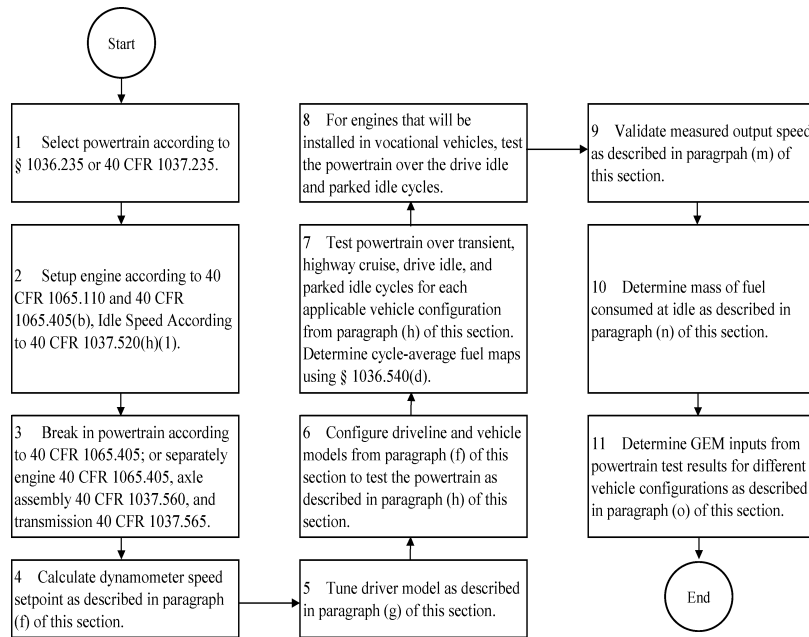 Start
1 Select powertrain according to
§ 1036.235 or 40 CFR 1037.235.
2 Setup engine according to 40
CFR 1065.110 and 40 CFR
1065.405(b), Idle Speed According
to 40 CFR 1037.520(h)(1).
3 Break in powertrain according
to 40 CFR 1065.405; or separately
engine 40 CFR 1065.405, axle
assembly 40 CFR 1037.560, and
transmission 40 CFR 1037.565.
4 Calculate dynamometer speed
setpoint as described in paragraph
(f) of this section.
5 Tune driver model as described
in paragraph (g) of this section.
6 Configure driveline and vehicle
models from paragraph (f) of this
section to test the powertrain as
described in paragraph (h) of this
section.
7 Test powertrain over transient,
highway cruise, drive idle, and
parked idle cycles for each
applicable vehicle configuration
from paragraph (h) of this section.
Determine cycle-average fuel maps
using § 1036.540(d).
8 For engines that will be
installed in vocational vehicles, test
the powertrain over the drive idle
and parked idle cycles.
9 Validate measured output speed
as described in paragrpah (m) of
this section.
10 Determine mass of fuel
consumed at idle as described in
paragraph (n) of this section.
11 Determine GEM inputs from
powertrain test results for different
vehicle configurations as described
in paragraph (o) of this section.
End